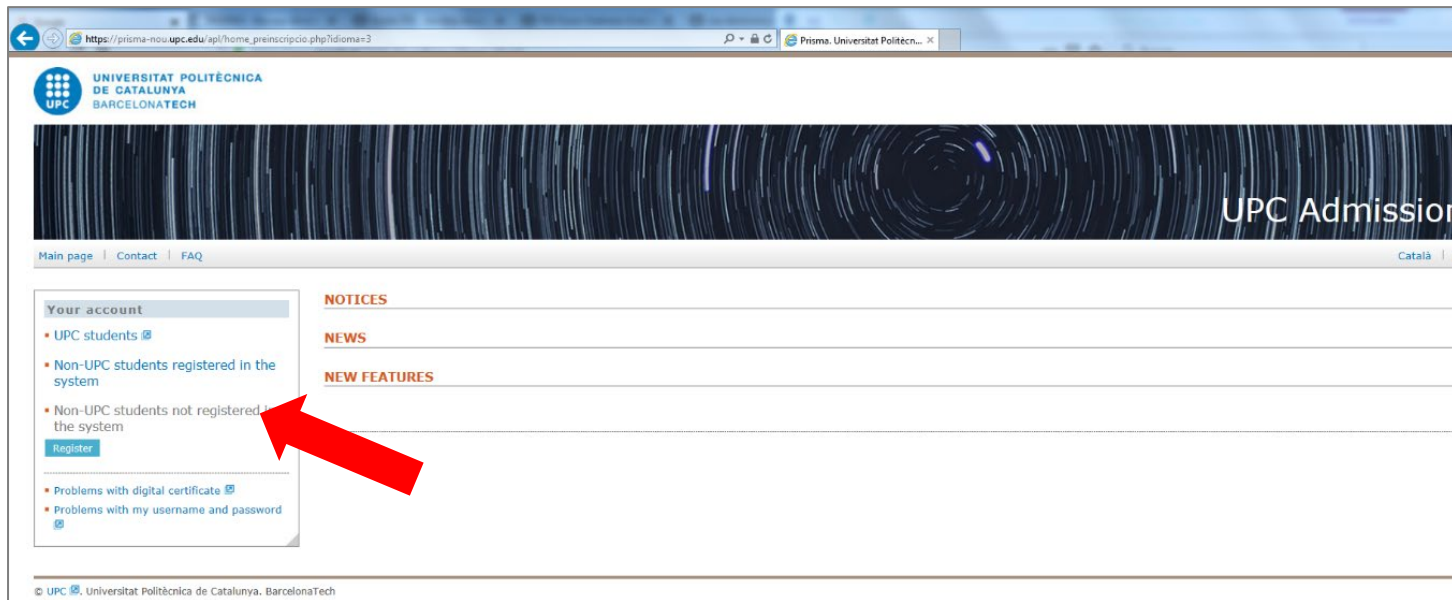 https://prisma-nou.upc.edu/apl/home_preinscripcio.php?idioma=3
Prisma. Universitat Politècn...
UNIVERSITAT POLITÈCNICA
DE CATALUNYA
BARCELONATECH
UPC
UPC Admission
Main page | Contact | FAQ
Català |
Your account
UPC students
Non-UPC students registered in the
system
Non-UPC students not registered
the system
Register
Problems with digital certificate
Problems with my username and password
NOTICES
NEWS
NEW FEATURES
© UPC. Universitat Politècnica de Catalunya. BarcelonaTech